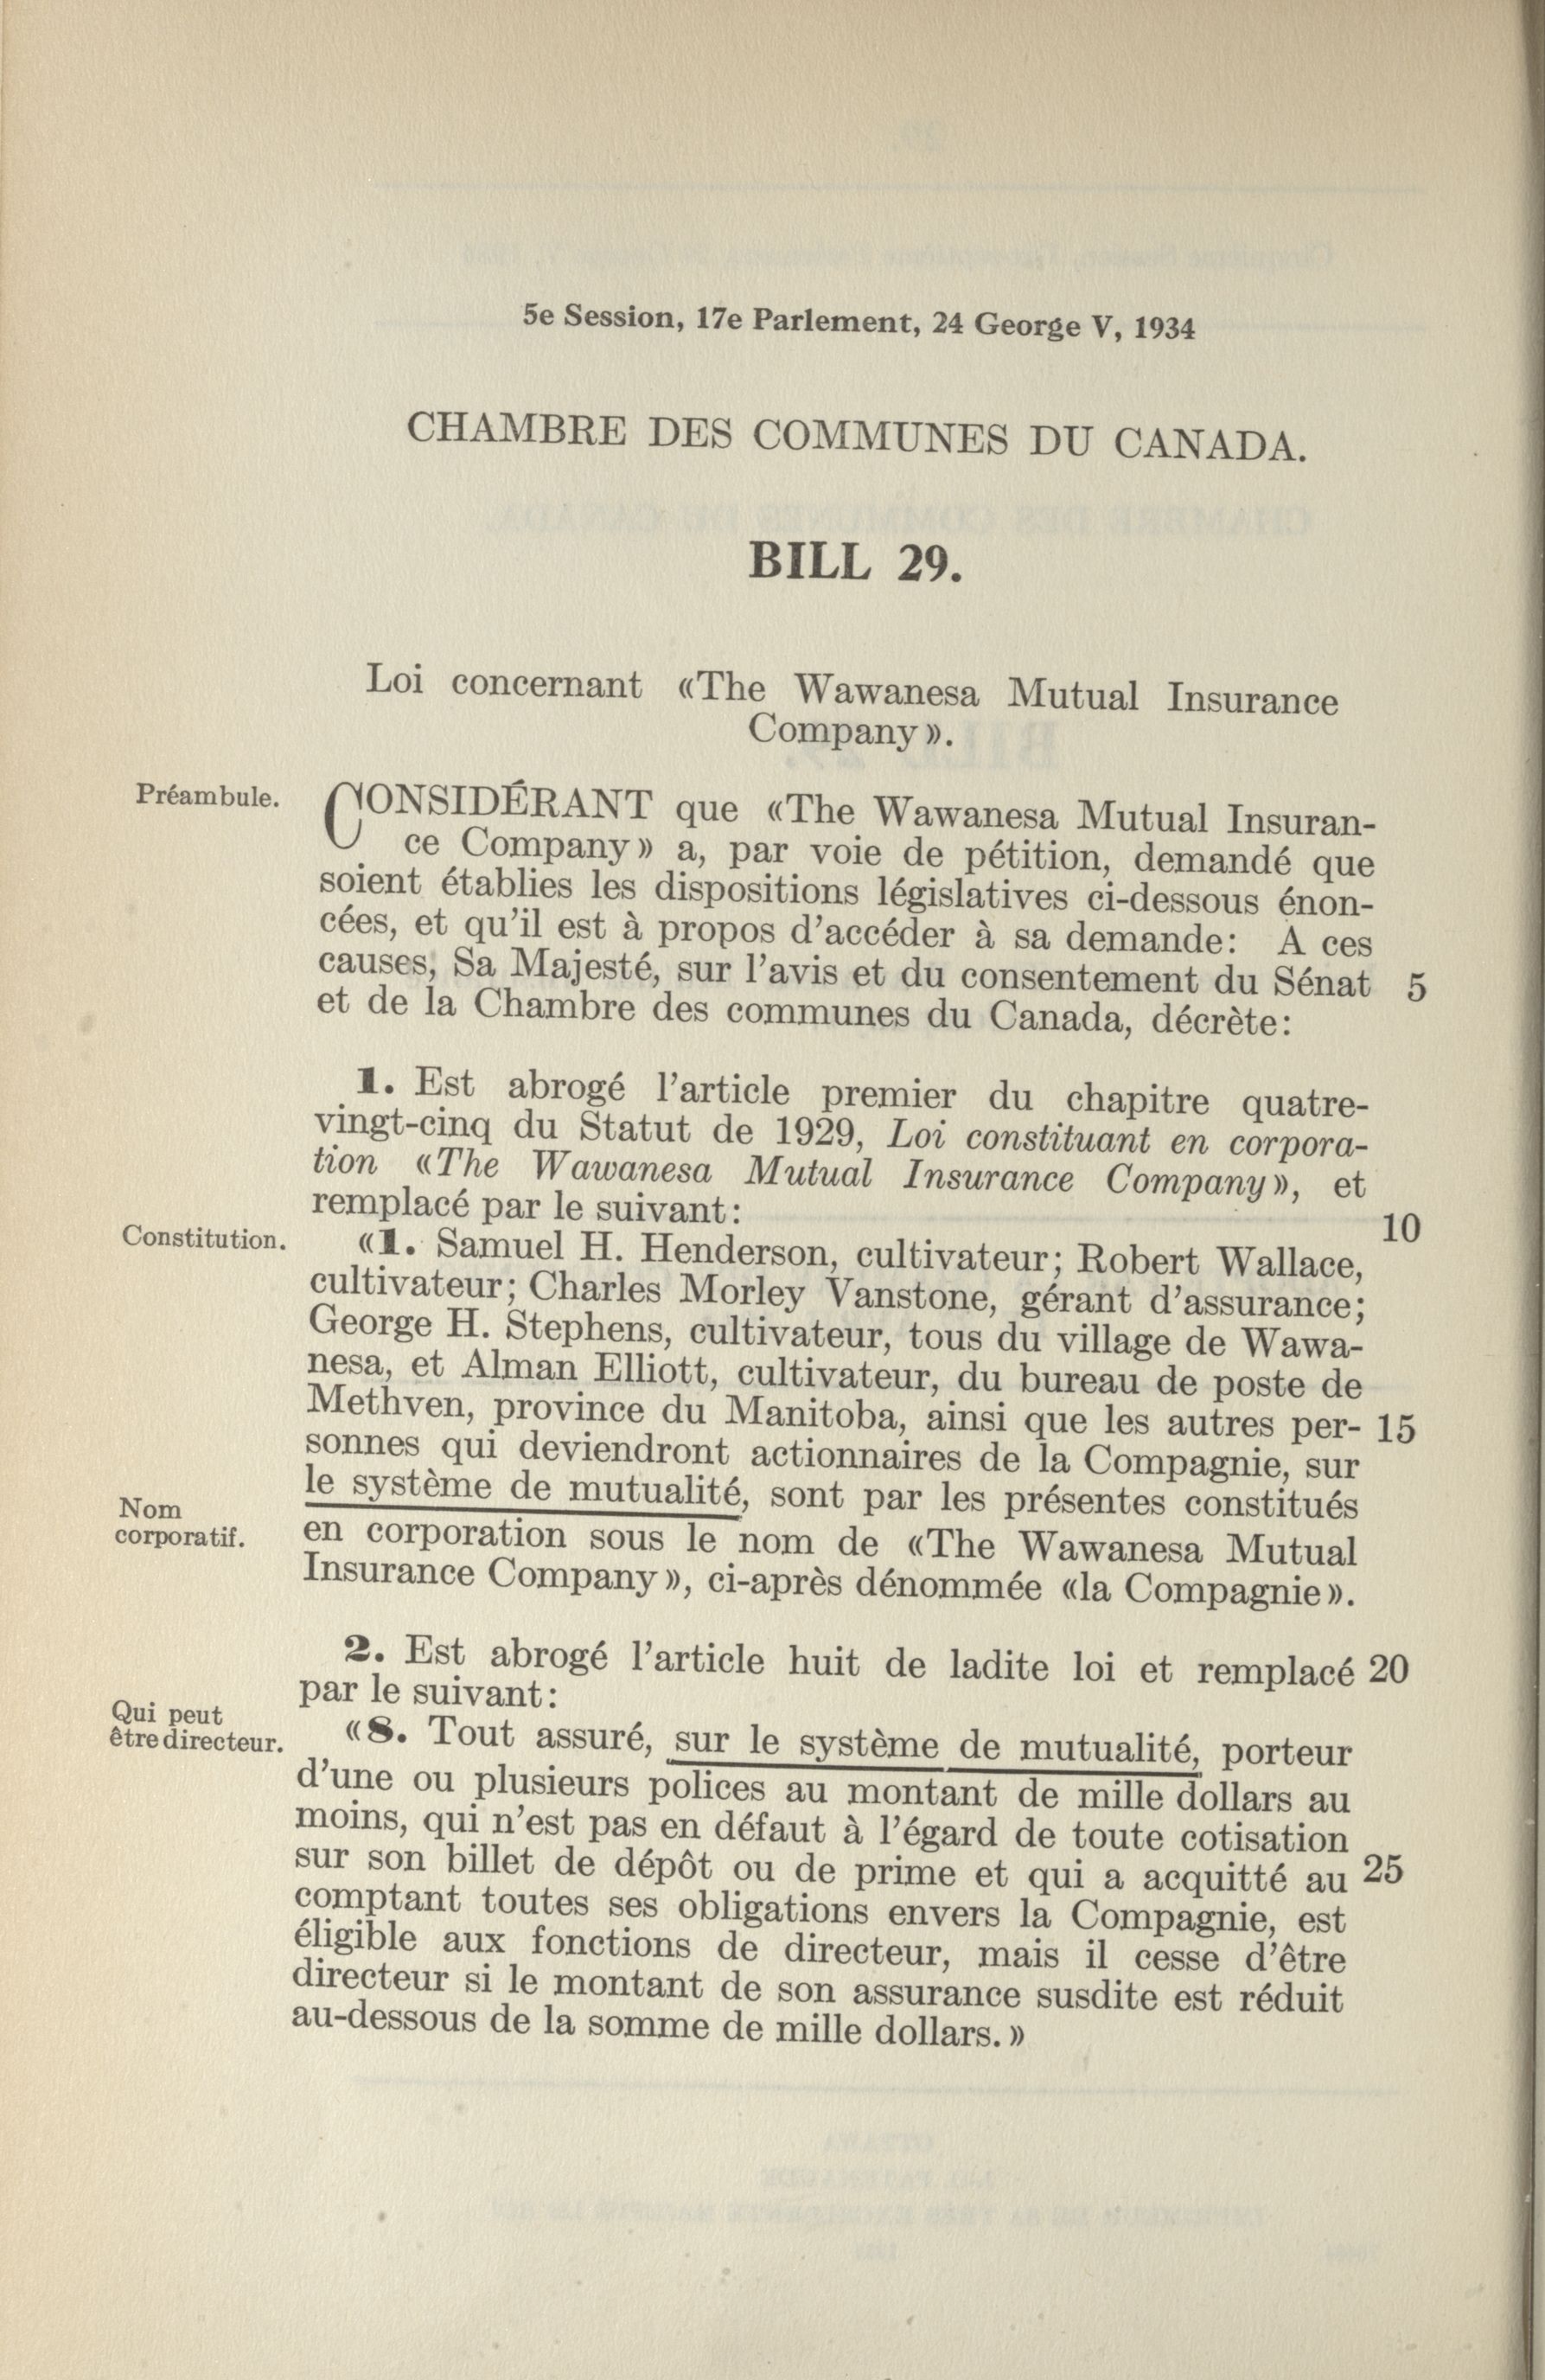 5e Session, 17e Parlement, 24 George V, 1934
CHAMBRE DES COMMUNES DU CANADA.
BILL 29.
Loi concernant «The Wawanesa Mutual Insurance
Company».
Préambule.
CONSIDÉRANT que «The Wawanesa Mutual Insuran-
ce Company» a, par voie de pétition, demandé que
soient établies les dispositions législatives ci-dessous énon-
cées, et qu'il est à propos d'accéder à sa demande: A ces
causes, Sa Majesté, sur l'avis et du consentement du Sénat 5
et de la Chambre des communes du Canada, décrète:
1. Est abrogé l'article premier du chapitre quatre-
vingt-cinq du Statut de 1929, Loi constituant en corpora-
tion «The Wawanesa Mutual Insurance Company», et
remplacé par le suivant: 10
Constitution.
«1. Samuel H. Henderson, cultivateur; Robert Wallace,
cultivateur; Charles Morley Vanstone, gérant d'assurance;
George H. Stephens, cultivateur, tous du village de Wawa-
nesa, et Alman Elliott, cultivateur, du bureau de poste de
Methven, province du Manitoba, ainsi que les autres per- 15
sonnes qui deviendront actionnaires de la Compagnie, sur
le système de mutualité, sont par les présentes constitués
Nom
corporatif.
en corporation sous le nom de «The Wawanesa Mutual
Insurance Company», ci-après dénommée «la Compagnie».
2. Est abrogé l'article huit de ladite loi et remplacé 20
par le suivant:
Qui peut
être directeur.
«8. Tout assuré, sur le système de mutualité, porteur
d'une ou plusieurs polices au montant de mille dollars au
moins, qui n'est pas en défaut à l'égard de toute cotisation
sur son billet de dépôt ou de prime et qui a acquitté au 25
comptant toutes ses obligations envers la Compagnie, est
éligible aux fonctions de directeur, mais il cesse d'être
directeur si le montant de son assurance susdite est réduit
au-dessous de la somme de mille dollars.»